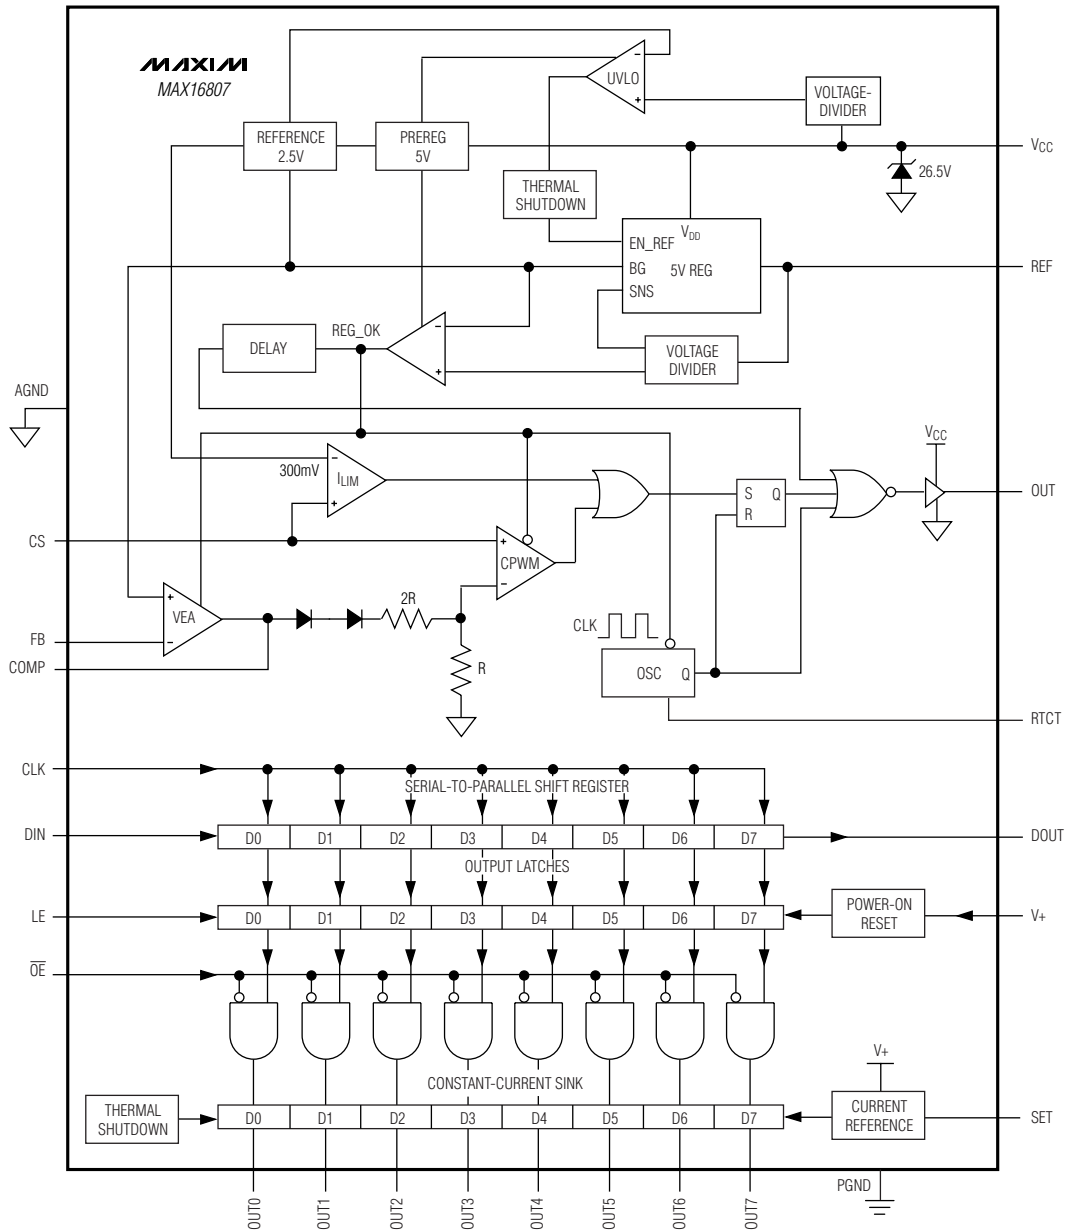 MAXIM
MAX16807
UVLO
VOLTAGE-
DIVIDER
REFERENCE
2.5V
PREREG
5V
VCC
26.5V
THERMAL
SHUTDOWN
VDD
EN_REF
BG
5V REG
SNS
REF
REG_OK
DELAY
VOLTAGE
DIVIDER
AGND
VCC
300mV
ILIM
S Q
R
OUT
CS
CPWM
2R
VEA
CLK
FB
COMP
R
OSC Q
RTCT
CLK
SERIAL-TO-PARALLEL SHIFT REGISTER
DIN
D0 D1 D2 D3 D4 D5 D6 D7
DOUT
OUTPUT LATCHES
LE
D0 D1 D2 D3 D4 D5 D6 D7
POWER-ON
RESET
V+
OE
V+
CONSTANT-CURRENT SINK
THERMAL
SHUTDOWN
D0 D1 D2 D3 D4 D5 D6 D7
CURRENT
REFERENCE
SET
PGND
OUT0 OUT1 OUT2 OUT3 OUT4 OUT5 OUT6 OUT7